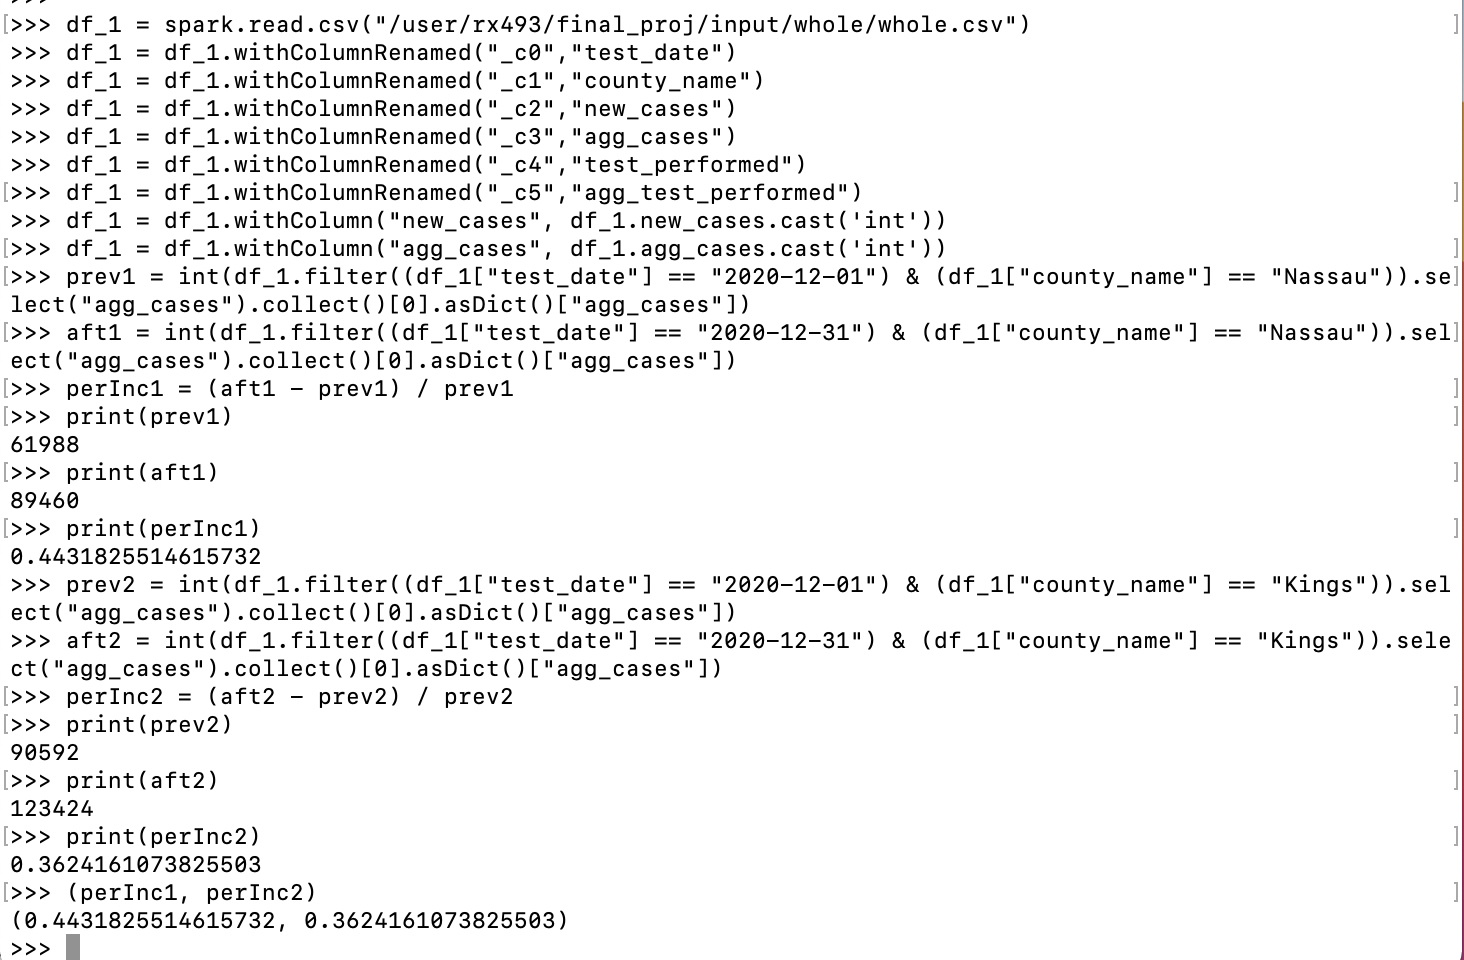 [>>> df_1 = spark.read.csv("/user/rx493/final_proj/input/whole/whole.csv") ]
>>> df_1 = df_1.withColumnRenamed("_c0","test_date")
>>> df_1 = df_1.withColumnRenamed("_c1","county_name")
>>> df_1 = df_1.withColumnRenamed("_c2","new_cases")
>>> df_1 = df_1.withColumnRenamed("_c3","agg_cases")
>>> df_1 = df_1.withColumnRenamed("_c4","test_performed")
[>>> df_1 = df_1.withColumnRenamed("_c5","agg_test_performed") ]
>>> df_1 = df_1.withColumn("new_cases", df_1.new_cases.cast('int'))
[>>> df_1 = df_1.withColumn("agg_cases", df_1.agg_cases.cast('int')) ]
[>>> prev1 = int(df_1.filter((df_1["test_date"] == "2020-12-01") & (df_1["county_name"] == "Nassau")).se]
lect("agg_cases").collect()[0].asDict()["agg_cases"])
[>>> aft1 = int(df_1.filter((df_1["test_date"] == "2020-12-31") & (df_1["county_name"] == "Nassau")).sel]
ect("agg_cases").collect()[0].asDict()["agg_cases"])
[>>> perInc1 = (aft1 - prev1) / prev1 ]
[>>> print(prev1) ]
61988
[>>> print(aft1) ]
89460
[>>> print(perInc1) ]
0.4431825514615732
>>> prev2 = int(df_1.filter((df_1["test_date"] == "2020-12-01") & (df_1["county_name"] == "Kings")).sel
ect("agg_cases").collect()[0].asDict()["agg_cases"])
>>> aft2 = int(df_1.filter((df_1["test_date"] == "2020-12-31") & (df_1["county_name"] == "Kings")).sele
ct("agg_cases").collect()[0].asDict()["agg_cases"])
[>>> perInc2 = (aft2 - prev2) / prev2 ]
[>>> print(prev2) ]
90592
[>>> print(aft2) ]
123424
[>>> print(perInc2) ]
0.3624161073825503
[>>> (perInc1, perInc2) ]
(0.4431825514615732, 0.3624161073825503)
>>>